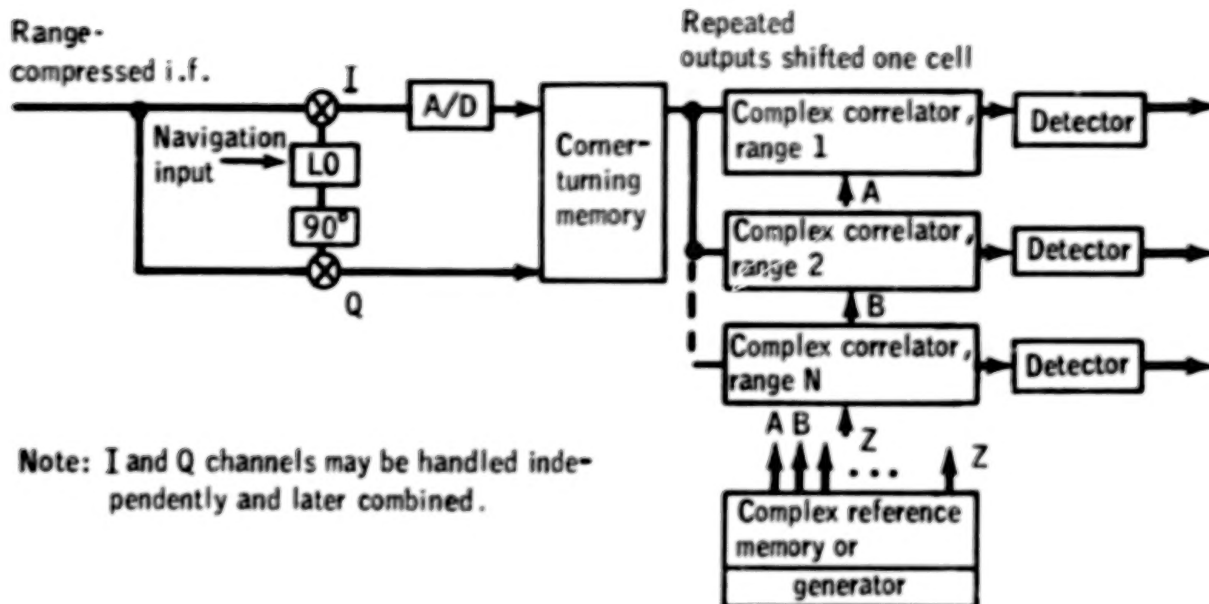 Range-
compressed i.f.
I
A/D
Navigation
input
LO
90°
Q
Corner-
turning
memory
Repeated
outputs shifted one cell
Complex correlator,
range 1
Detector
A
Complex correlator,
range 2
Detector
B
Complex correlator,
range N
Detector
A B
Z
...
Z
Complex reference
memory or
generator
Note: I and Q channels may be handled inde-
pendently and later combined.